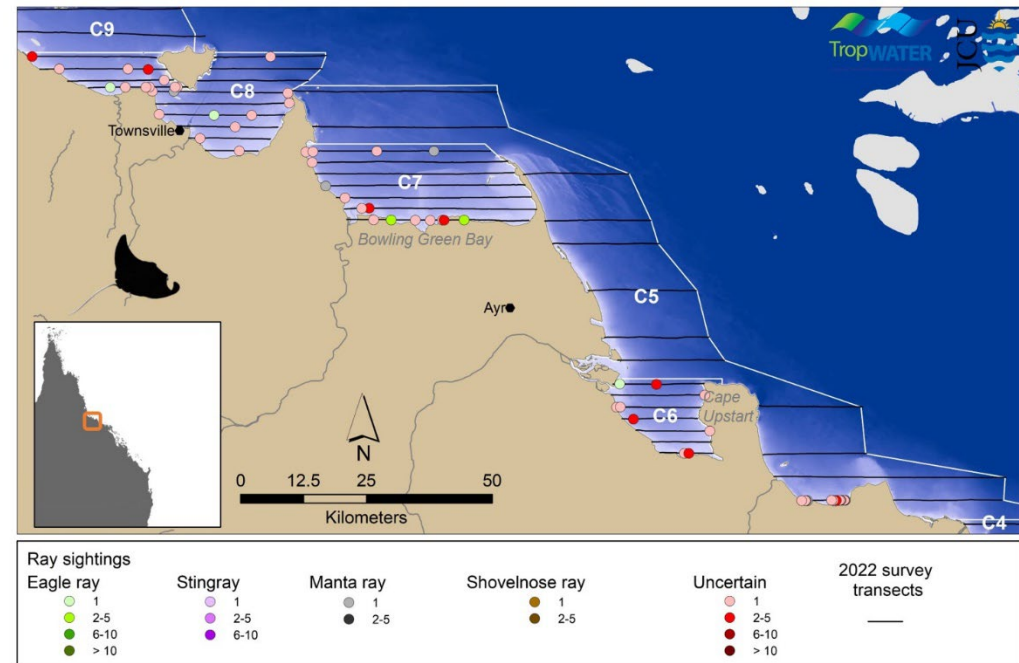 C9
TropWATER
JCU
C8
Townsville
C7
Bowling Green Bay
C5
Ayr
Cape
Upstart
C6
N
0 12.5 25 50
Kilometers
C4
Ray sightings
Eagle ray
1
2-5
6-10
> 10
Stingray
1
2-5
6-10
Manta ray
1
2-5
Shovelnose ray
1
2-5
Uncertain
1
2-5
6-10
> 10
2022 survey
transects